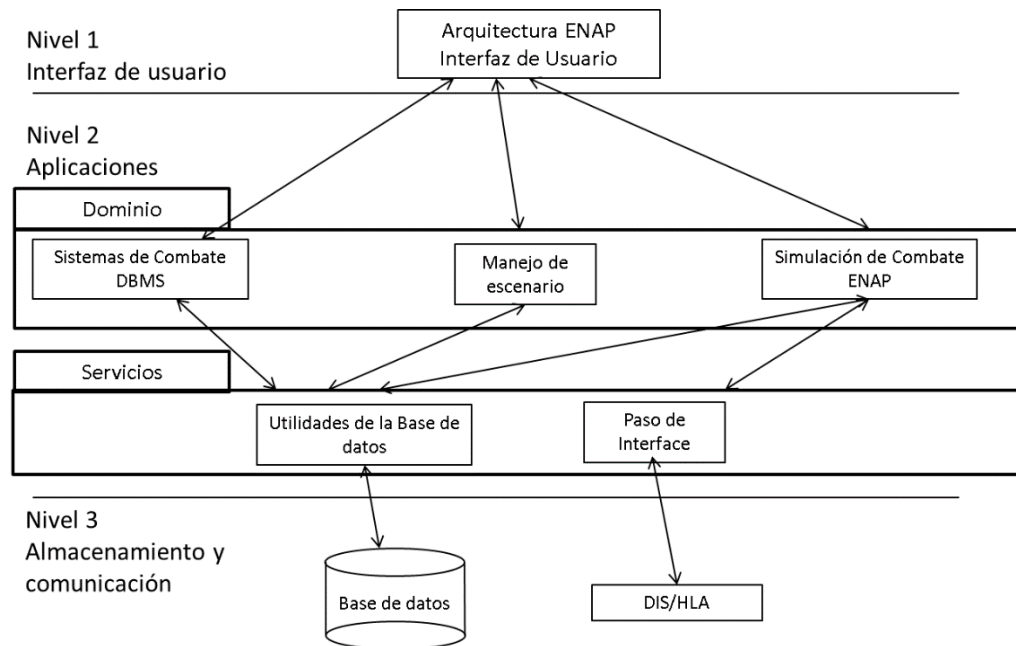 Nivel 1
Interfaz de usuario
Arquitectura ENAP
Interfaz de Usuario
Nivel 2
Aplicaciones
Dominio
Sistemas de Combate
DBMS
Manejo de
escenario
Simulación de Combate
ENAP
Servicios
Utilidades de la Base de
datos
Paso de
Interface
Nivel 3
Almacenamiento y
comunicación
Base de datos
DIS/HLA